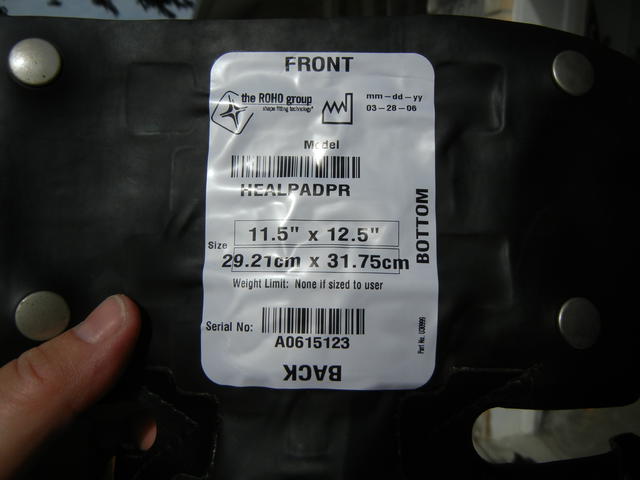 FRONT
the ROHO group
shape fitting technology
mm-dd-yy
03-28-06
Model
HEALPADPR
Size
11.5" x 12.5"
29.21cm x 31.75cm
BOTTOM
Weight Limit: None if sized to user
Serial No:
A0615123
BACK